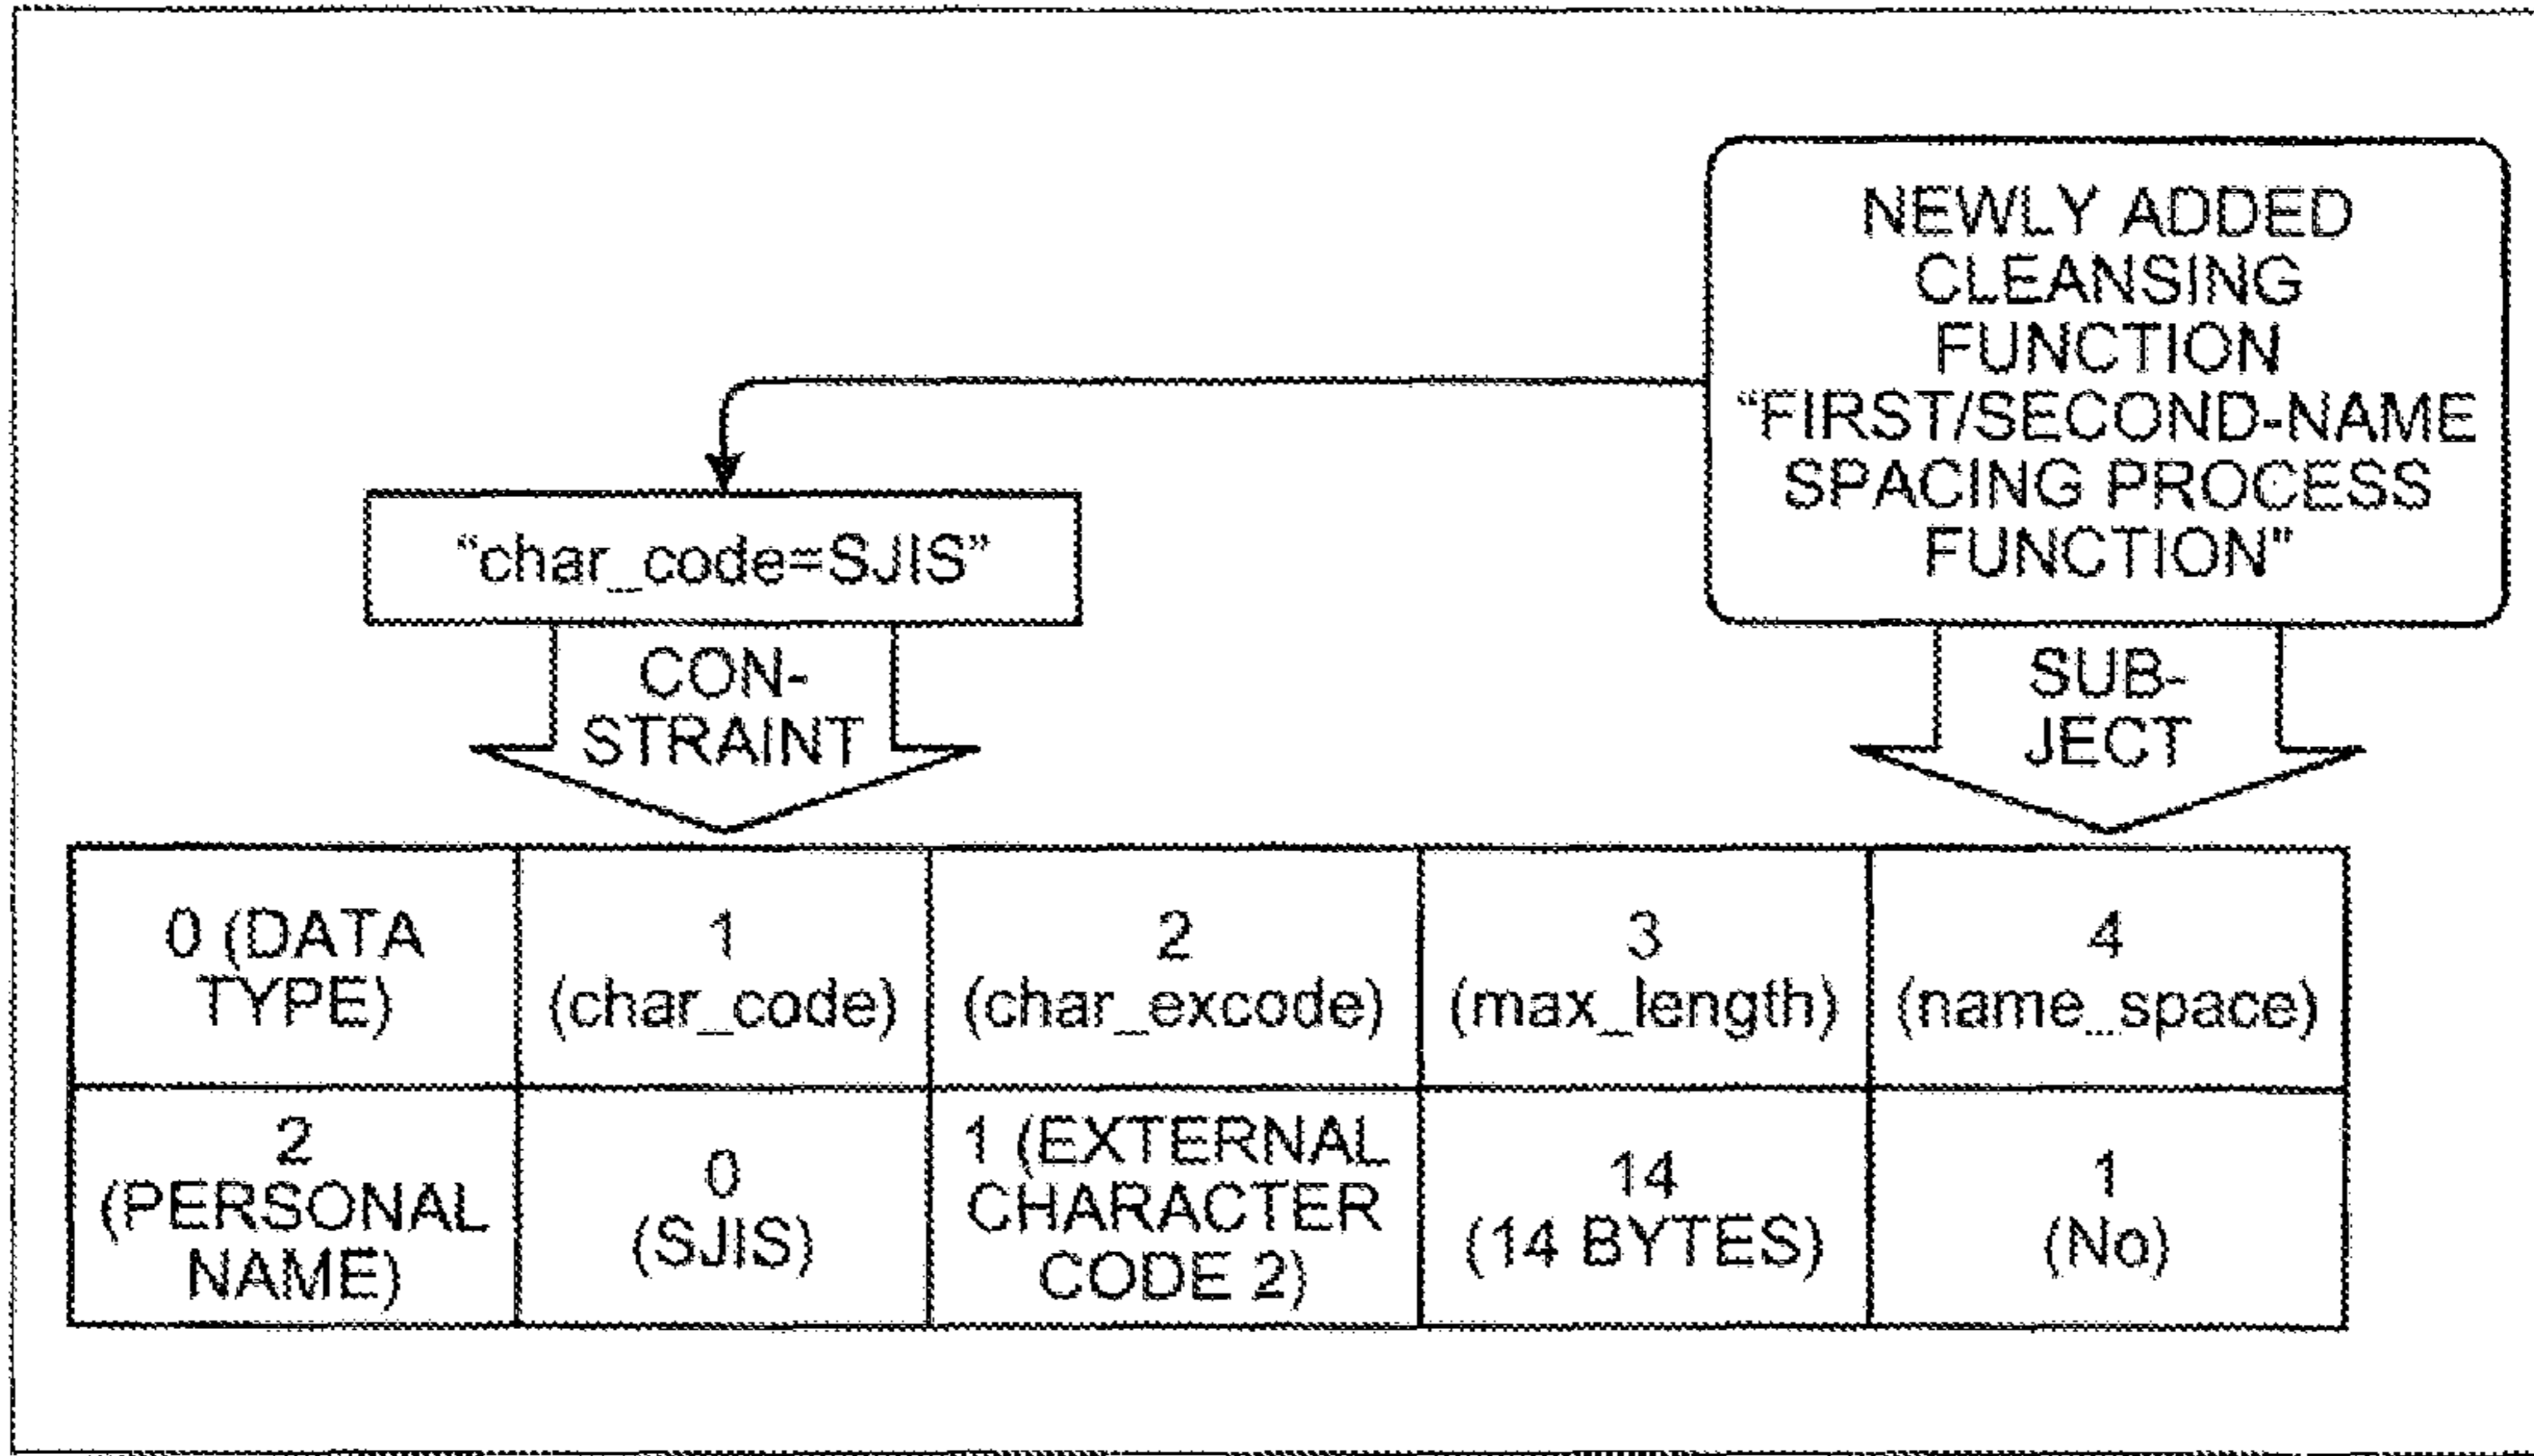 NEWLY ADDED
CLEANSING
FUNCTION
“FIRST/SECOND-NAME
SPACING PROCESS
FUNCTION"
“char_code=SJIS”
CON-
STRAINT
SUB-
JECT
0 (DATA
TYPE)
1
(char_code)
2
(char_excode)
3
(max_length)
4
(name_space)
2
(PERSONAL
NAME)
0
(SJIS)
1 (EXTERNAL
CHARACTER
CODE 2)
14
(14 BYTES)
1
(No)